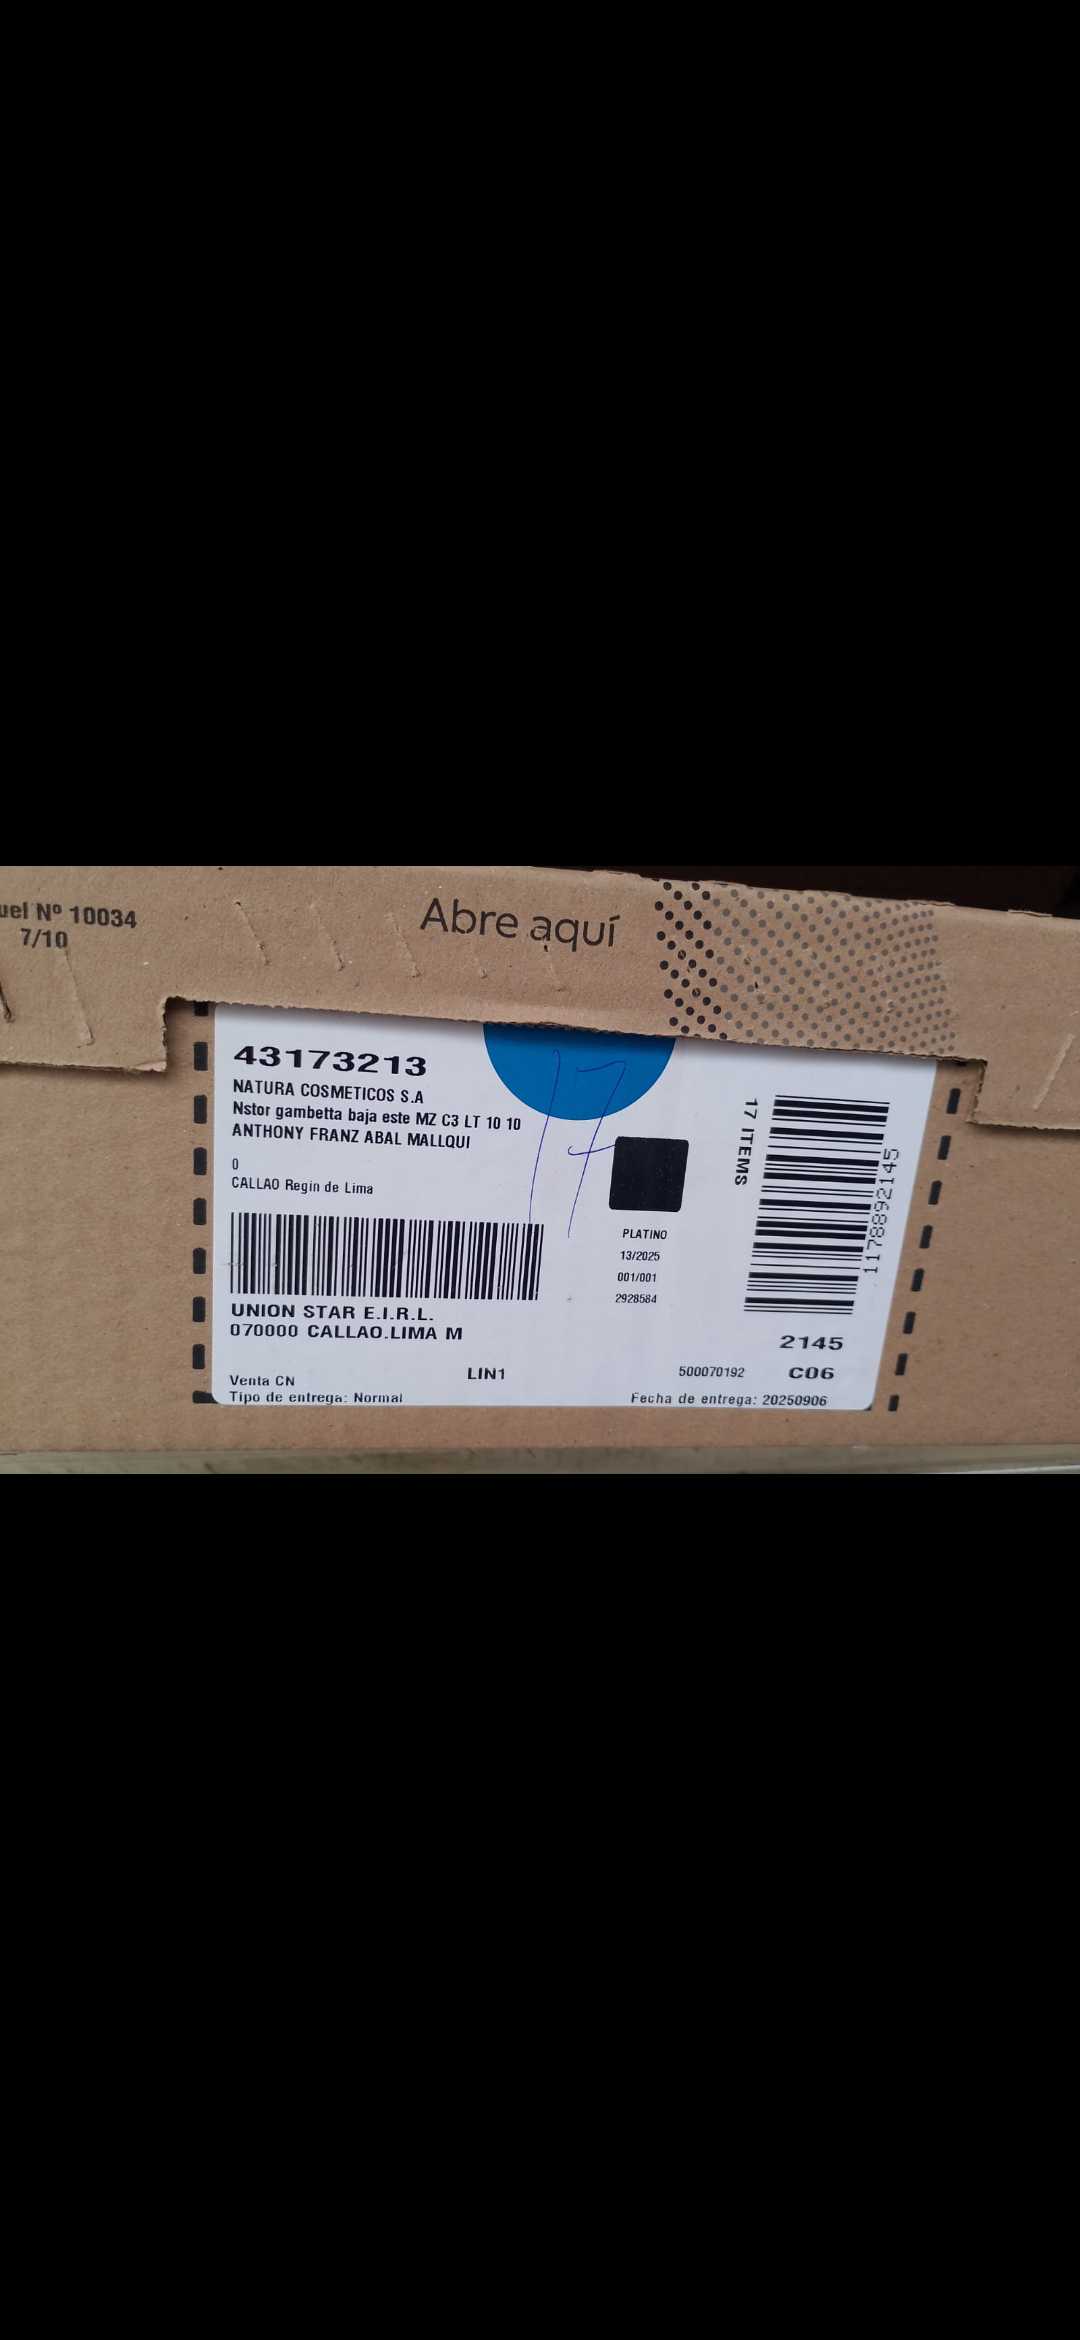 uel Nº 10034
7/10
Abre aquí
43173213
NATURA COSMETICOS S.A
Nstor gambetta baja este MZ C3 LT 10 10
ANTHONY FRANZ ABAL MALLQUI
0
CALLAO Regin de Lima
17
PLATINO
13/2025
001/001
2928584
17 ITEMS
1178892145
UNION STAR E.I.R.L.
070000 CALLAO.LIMA M
2145
LIN1
500070192
C06
Venta CN
Tipo de entrega: Normal
Fecha de entrega: 20250906